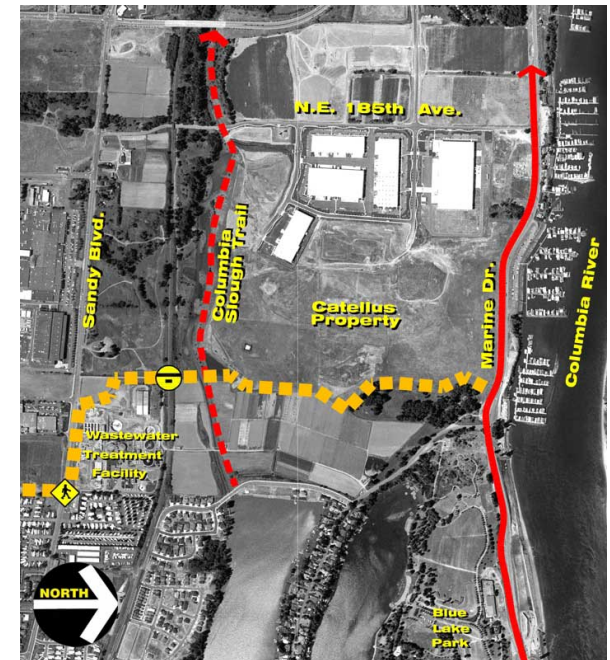 N.E. 185th Ave.
Sandy Blvd.
Columbia
Slough Trail
Catellus
Property
Marine Dr.
Columbia River
Wastewater
Treatment
Facility
NORTH
Blue
Lake
Park